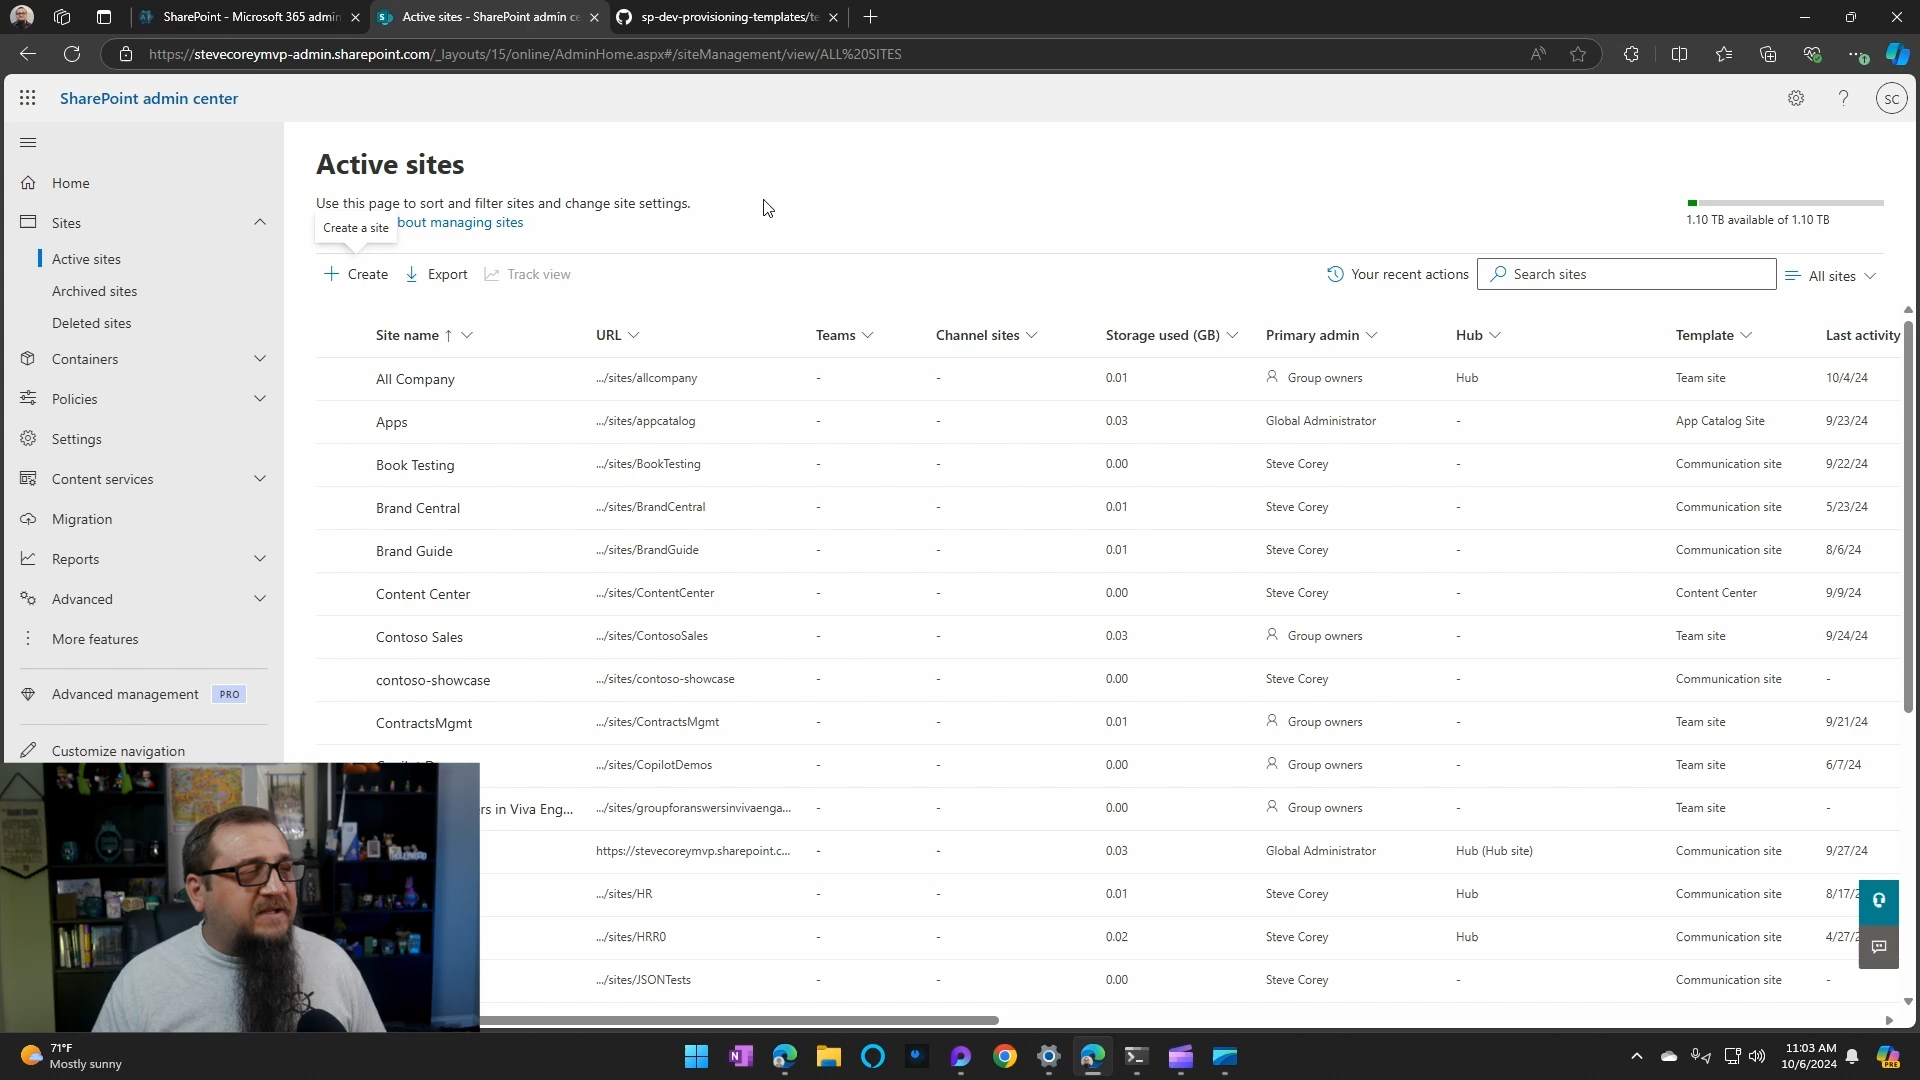 SharePoint - Microsoft 365 admin
Active sites - SharePoint admin ce
sp-dev-provisioning-templates/te
https://stevecoreymvp-admin.sharepoint.com/_layouts/15/online/AdminHome.aspx#/siteManagement/view/ALL%20SITES
SharePoint admin center
SC
Home
Sites
Active sites
Archived sites
Deleted sites
Containers
Policies
Settings
Content services
Migration
Reports
Advanced
More features
Advanced management PRO
Customize navigation
Active sites
Use this page to sort and filter sites and change site settings.
bout managing sites
Create a site
1.10 TB available of 1.10 TB
Create Export Track view Your recent actions Search sites All sites
Site name ↑ URL Teams Channel sites Storage used (GB) Primary admin Hub Template Last activity
All Company .../sites/allcompany - - 0.01 Group owners Hub Team site 10/4/24
Apps .../sites/appcatalog - - 0.03 Global Administrator - App Catalog Site 9/23/24
Book Testing .../sites/BookTesting - - 0.00 Steve Corey - Communication site 9/22/24
Brand Central .../sites/BrandCentral - - 0.01 Steve Corey - Communication site 5/23/24
Brand Guide .../sites/BrandGuide - - 0.01 Steve Corey - Communication site 8/6/24
Content Center .../sites/ContentCenter - - 0.00 Steve Corey - Content Center 9/9/24
Contoso Sales .../sites/ContosoSales - - 0.03 Group owners - Team site 9/24/24
contoso-showcase .../sites/contoso-showcase - - 0.00 Steve Corey - Communication site -
ContractsMgmt .../sites/ContractsMgmt - - 0.01 Group owners - Team site 9/21/24
.../sites/CopilotDemos - - 0.00 Group owners - Team site 6/7/24
rs in Viva Eng... .../sites/groupforanswersinvivaenga... - - 0.00 Group owners - Team site -
https://stevecoreymvp.sharepoint.c... - - 0.03 Global Administrator Hub (Hub site) Communication site 9/27/24
.../sites/HR - - 0.01 Steve Corey Hub Communication site 8/17/2
.../sites/HRR0 - - 0.02 Steve Corey Hub Communication site 4/27/2
.../sites/JSONTests - - 0.00 Steve Corey - Communication site -
71°F
Mostly sunny
11:03 AM
10/6/2024